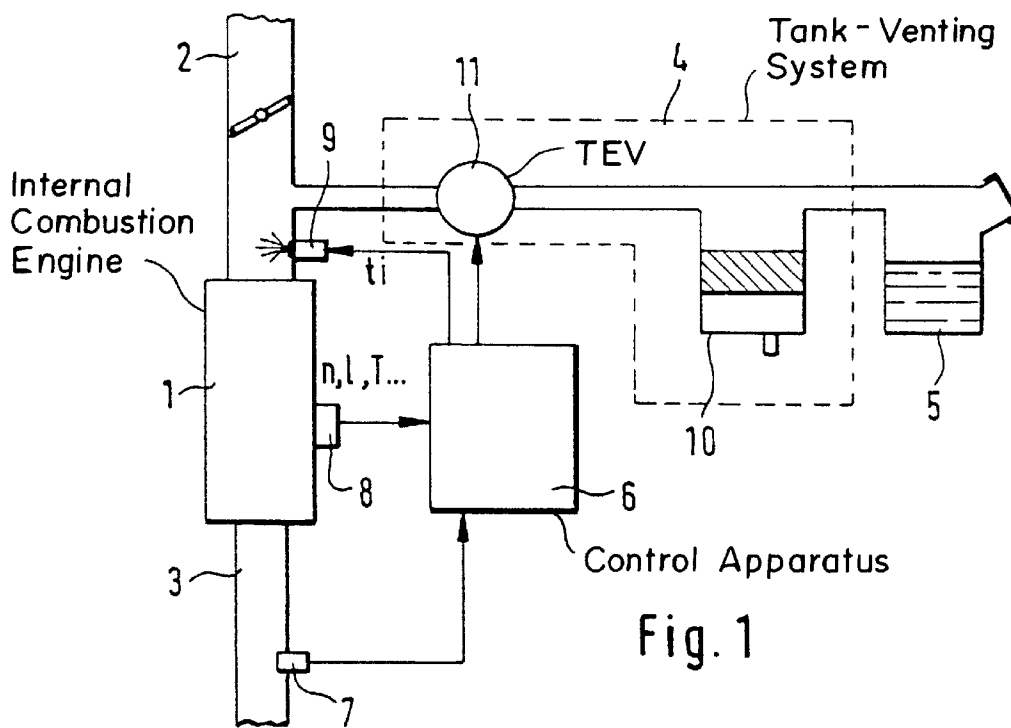 2
4
Tank-Venting
System
11
TEV
9
Internal
Combustion
Engine
ti
1
n,l,T...
8
6
10
5
3
Control Apparatus
7
Fig. 1